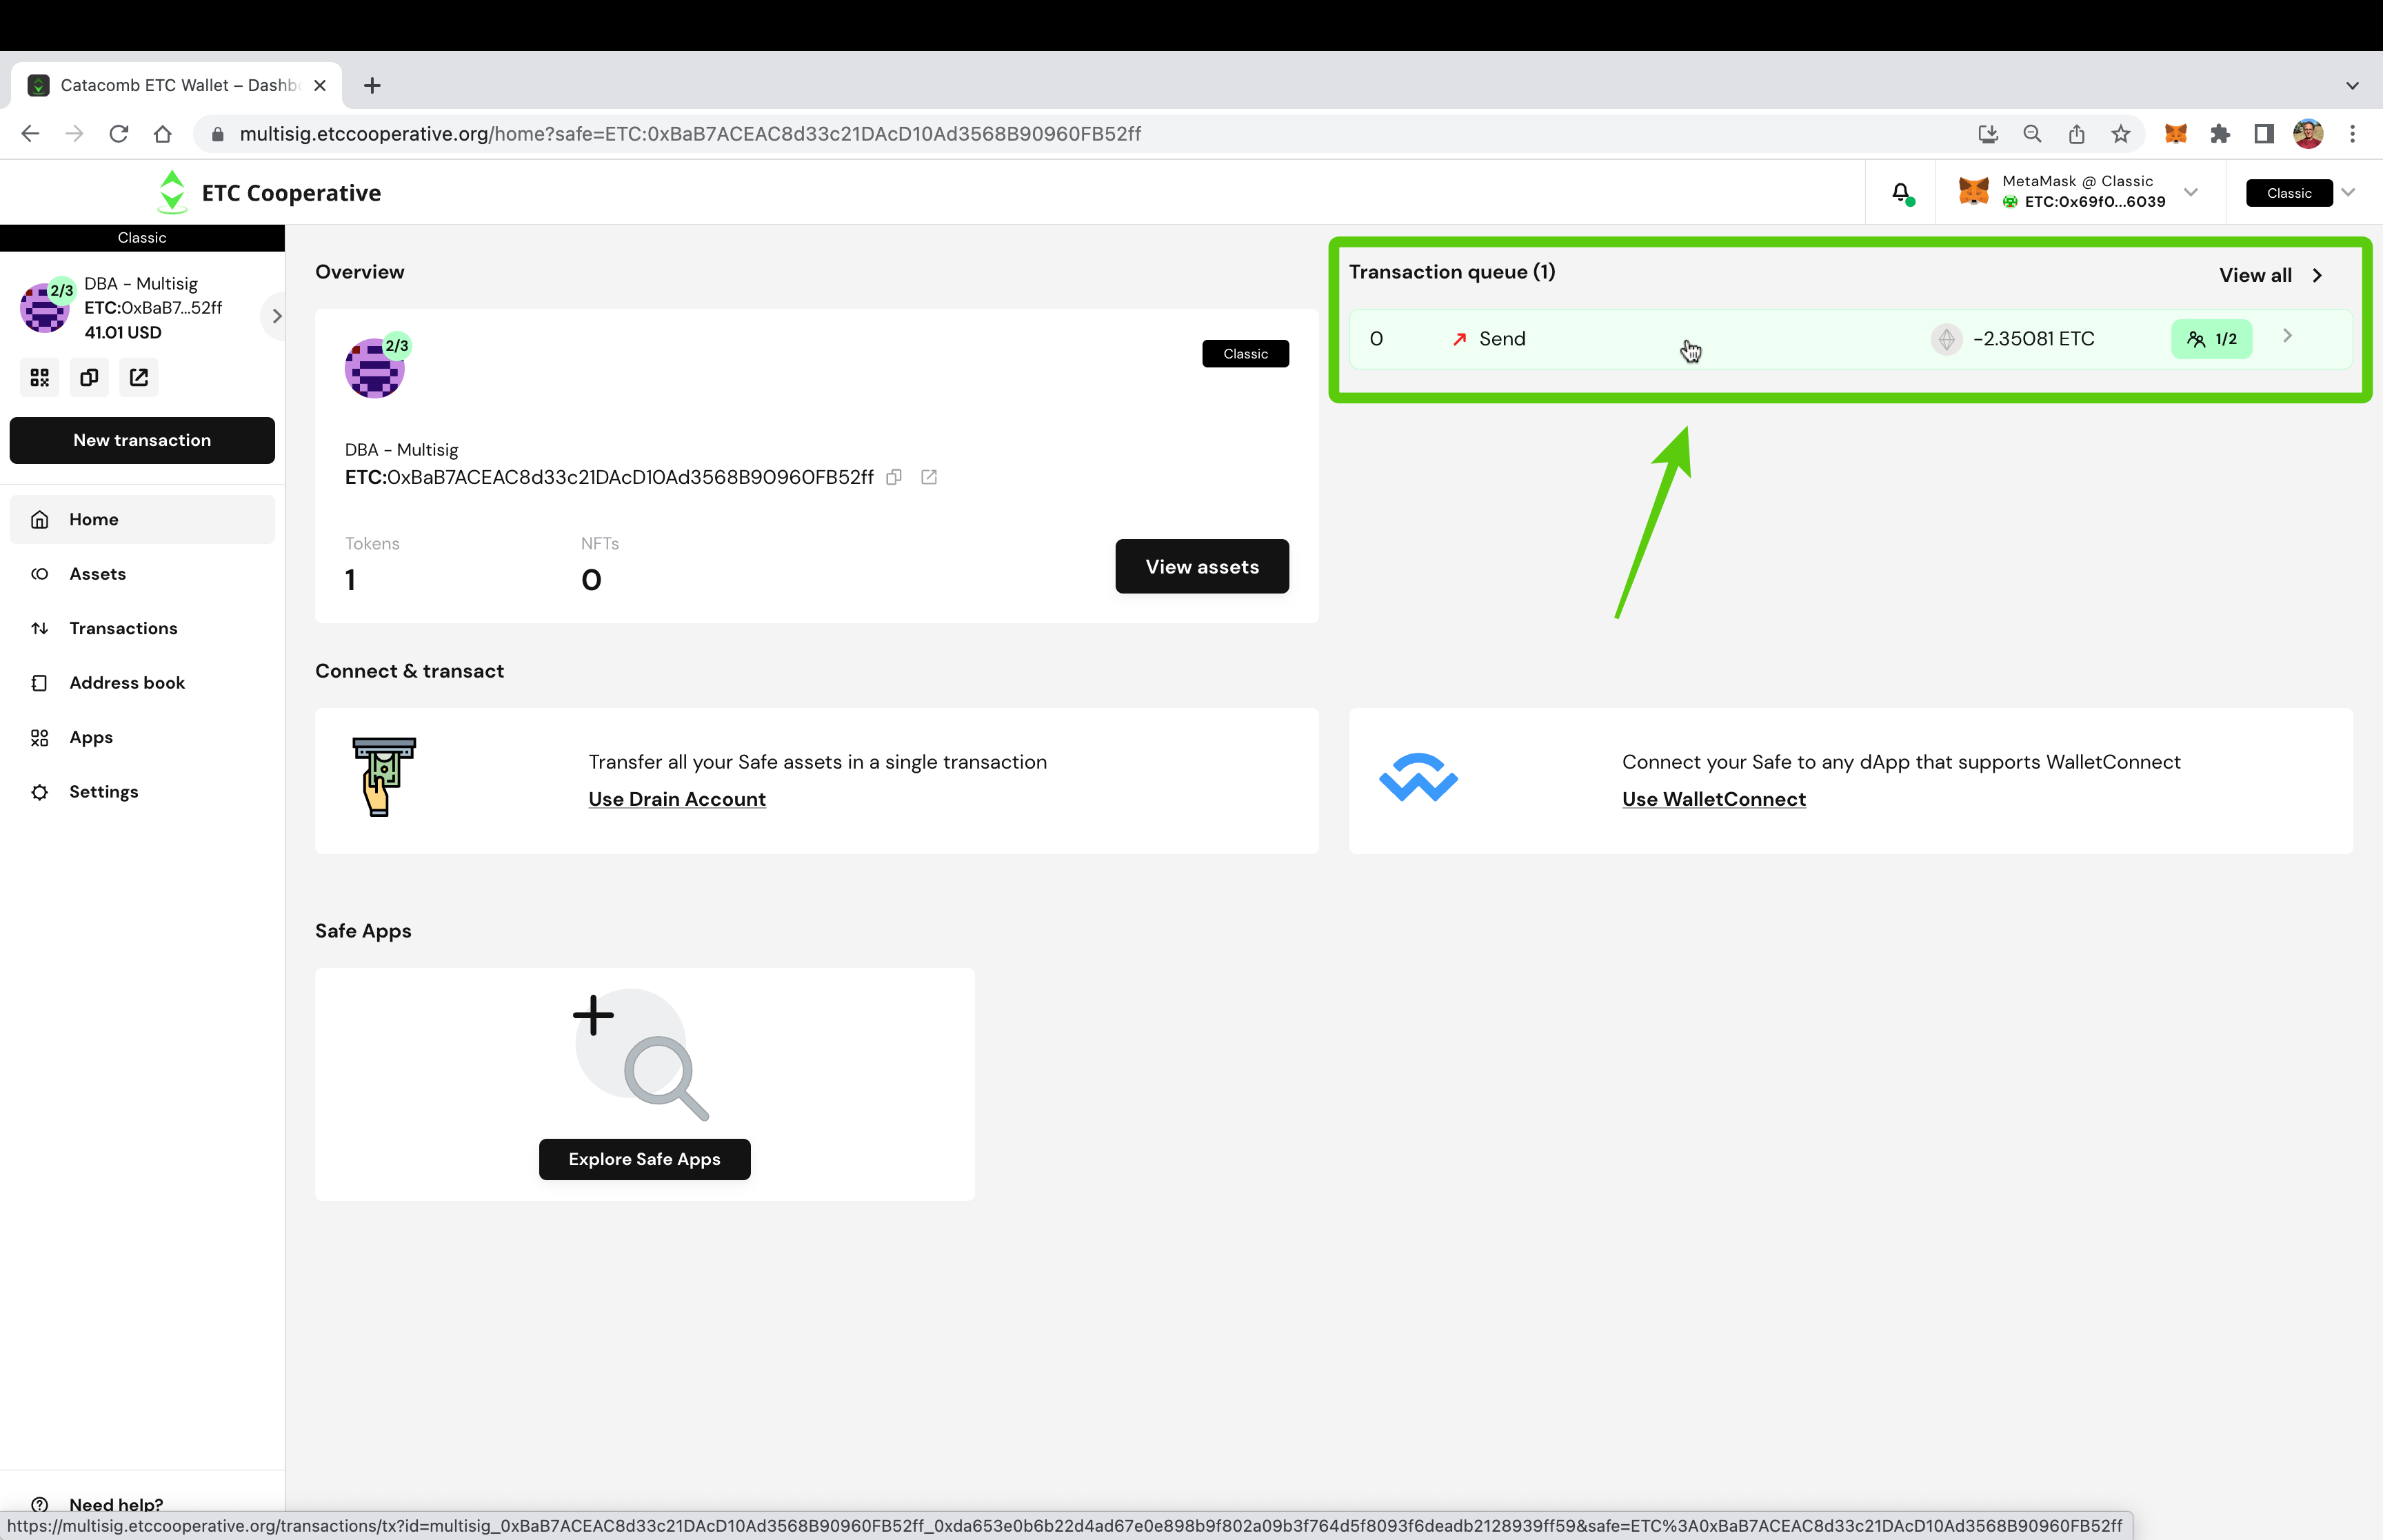 Catacomb ETC Wallet – Dashb
multisig.etccooperative.org/home?safe=ETC:0xBaB7ACEAC8d33c21DAcD10Ad3568B90960FB52ff
ETC Cooperative
MetaMask @ Classic
ETC:0x69f0...6039
Classic
Classic
2/3
DBA - Multisig
ETC:0xBaB7...52ff
41.01 USD
New transaction
Home
Assets
Transactions
Address book
Apps
Settings
Need help?
Overview
2/3
Classic
DBA - Multisig
ETC:0xBaB7ACEAC8d33c21DAcD10Ad3568B90960FB52ff
Tokens
NFTs
1
0
View assets
Transaction queue (1)
View all
0
Send
-2.35081 ETC
1/2
Connect & transact
Transfer all your Safe assets in a single transaction
Use Drain Account
Connect your Safe to any dApp that supports WalletConnect
Use WalletConnect
Safe Apps
Explore Safe Apps
https://multisig.etccooperative.org/transactions/tx?id=multisig_0xBaB7ACEAC8d33c21DAcD10Ad3568B90960FB52ff_0xda653e0b6b22d4ad67e0e898b9f802a09b3f764d5f8093f6deadb2128939ff59&safe=ETC%3A0xBaB7ACEAC8d33c21DAcD10Ad3568B90960FB52ff